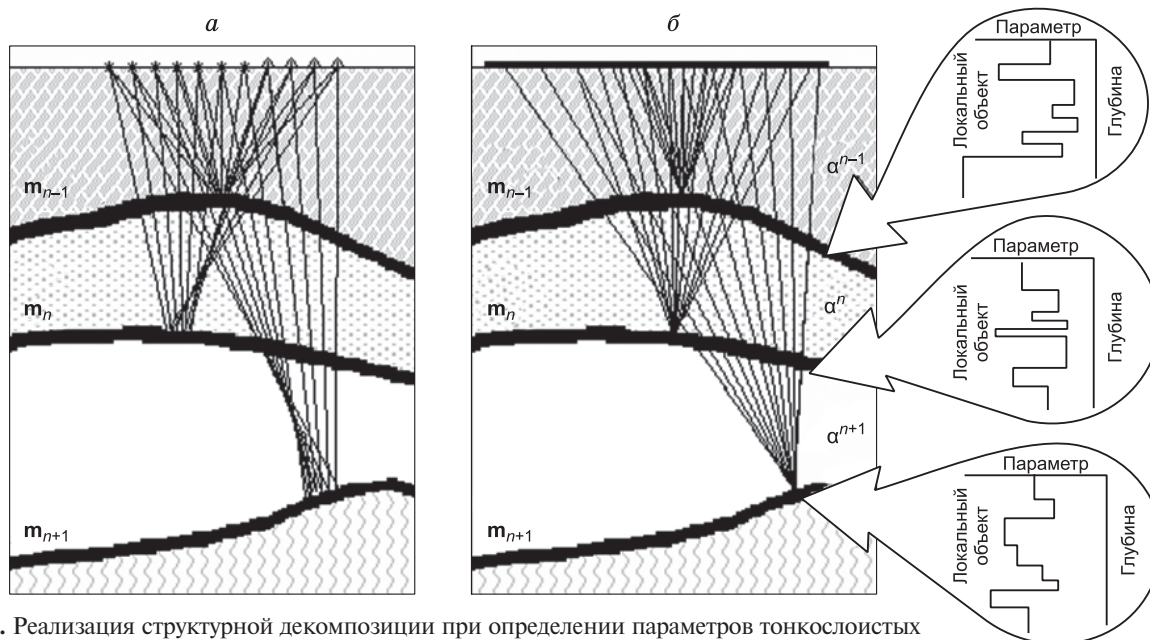 а
б
m_{n–1}
m_n
m_{n+1}
m_{n–1}
m_n
m_{n+1}
α^{n–1}
α^n
α^{n+1}
Параметр
Локальный
объект
Глубина
Параметр
Локальный
объект
Глубина
Параметр
Локальный
объект
Глубина
. Реализация структурной декомпозиции при определении параметров тонкослоистых